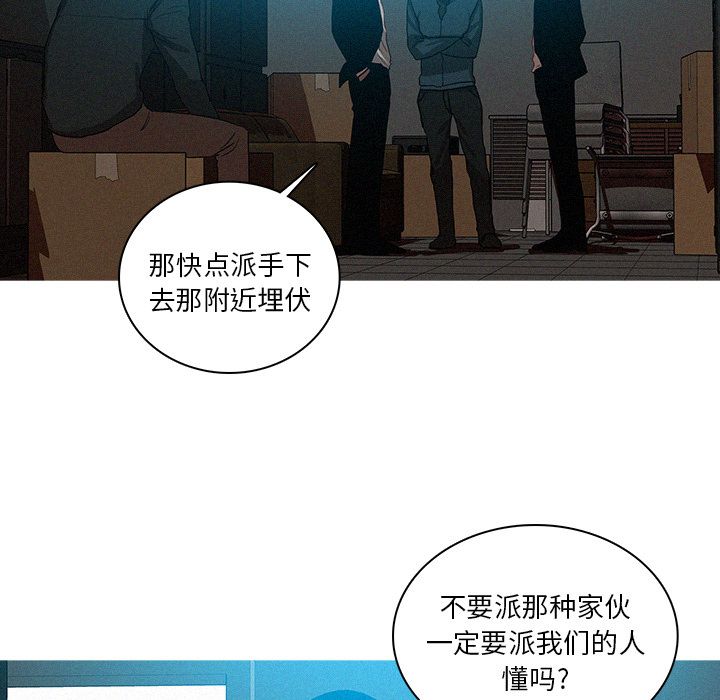 那快点派手下
去那附近埋伏
不要派那种家伙
一定要派我们的人
懂吗?